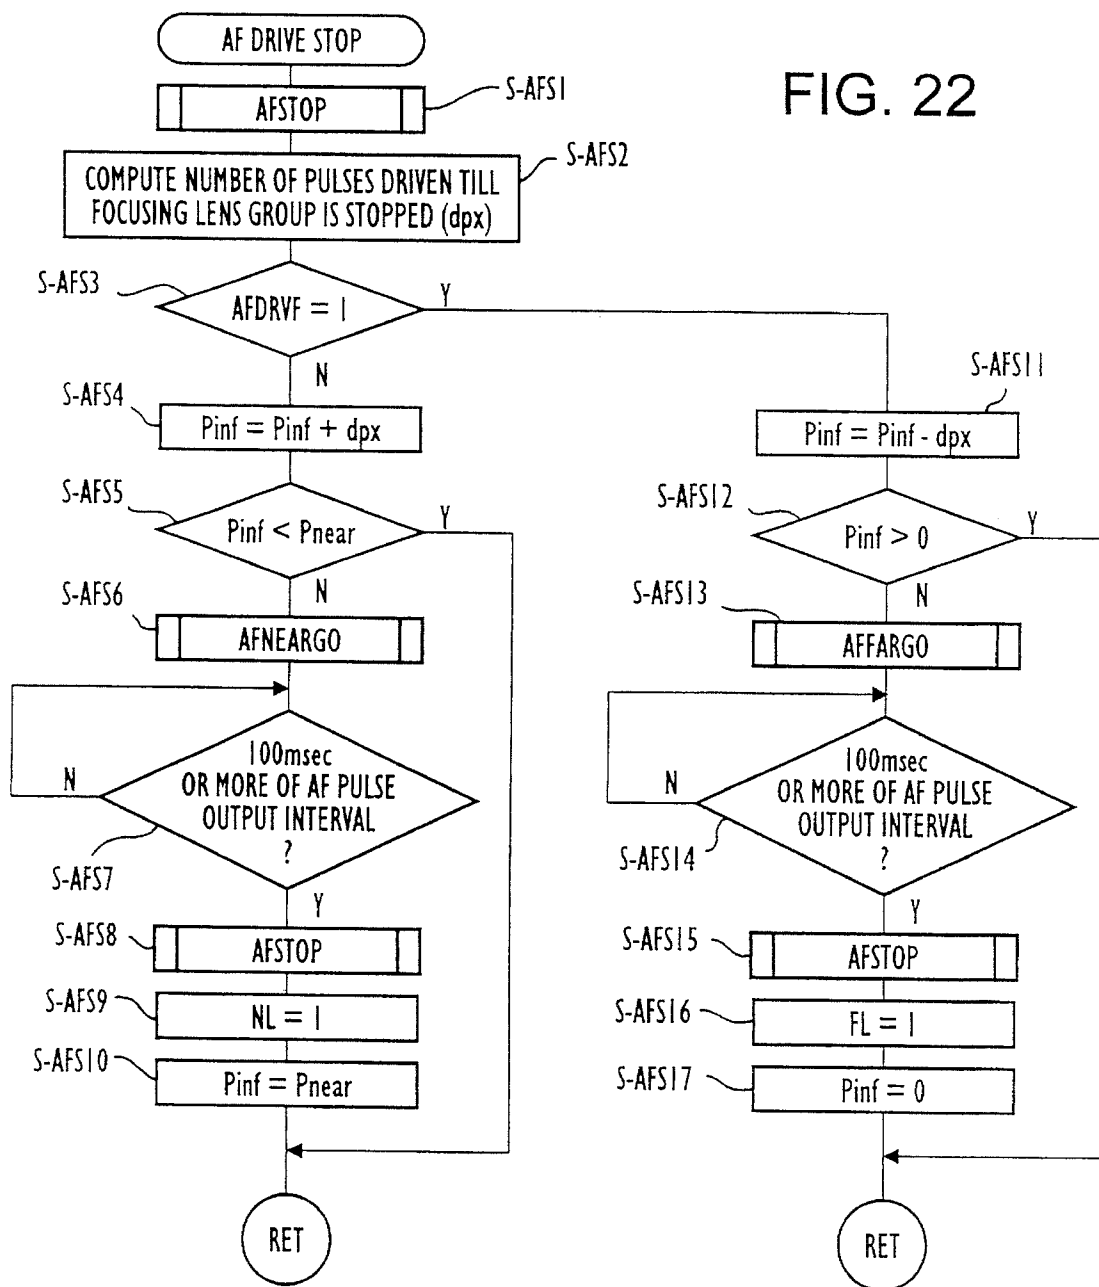 FIG. 22
AF DRIVE STOP
S-AFS1
AFSTOP
S-AFS2
COMPUTE NUMBER OF PULSES DRIVEN TILL
FOCUSING LENS GROUP IS STOPPED (dpx)
S-AFS3
AFDRVF = 1
Y
N
S-AFS4
Pinf = Pinf + dpx
S-AFS5
Pinf < Pnear
Y
N
S-AFS6
AFNEARGO
100msec
OR MORE OF AF PULSE
OUTPUT INTERVAL
?
N
S-AFS7
Y
S-AFS8
AFSTOP
S-AFS9
NL = 1
S-AFS10
Pinf = Pnear
RET
S-AFS11
Pinf = Pinf - dpx
S-AFS12
Pinf > 0
Y
N
S-AFS13
AFFARGO
100msec
OR MORE OF AF PULSE
OUTPUT INTERVAL
?
N
S-AFS14
Y
S-AFS15
AFSTOP
S-AFS16
FL = 1
S-AFS17
Pinf = 0
RET